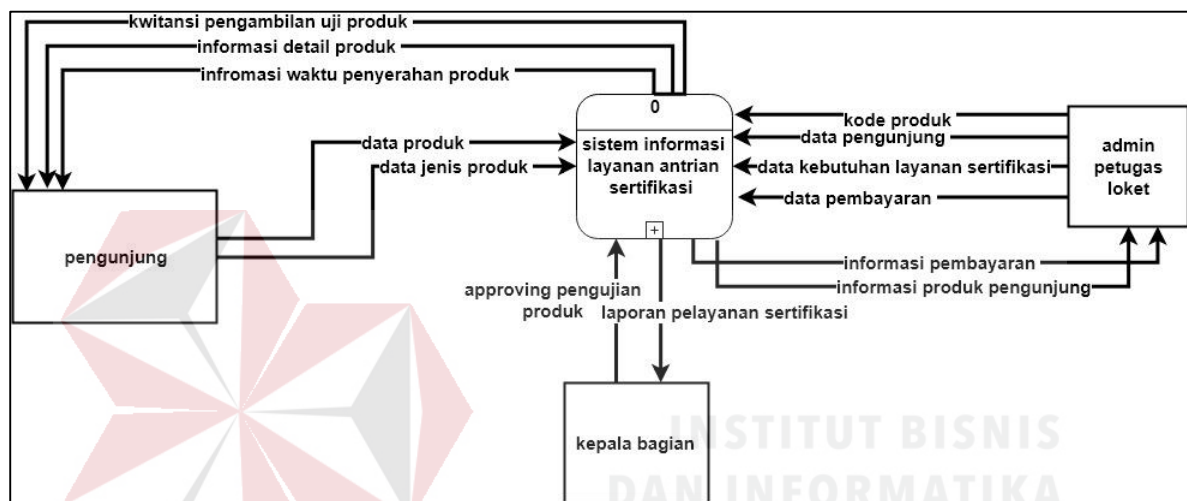 kwitansi pengambilan uji produk
informasi detail produk
infromasi waktu penyerahan produk
0
sistem informasi
layanan antrian
sertifikasi
+
data produk
data jenis produk
kode produk
data pengunjung
data kebutuhan layanan sertifikasi
data pembayaran
admin
petugas
loket
pengunjung
informasi pembayaran
informasi produk pengunjung
approving pengujian
produk
laporan pelayanan sertifikasi
kepala bagian
INSTITUT BISNIS
DAN INFORMATIKA